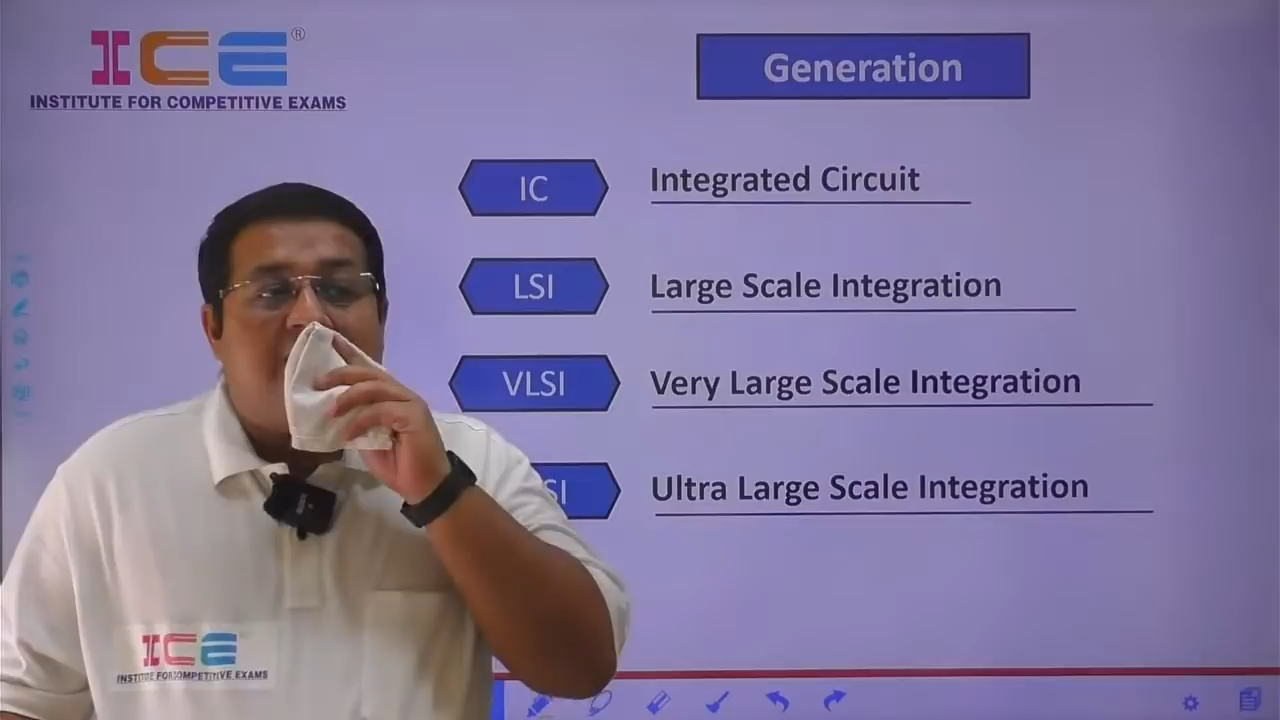 ICE®
INSTITUTE FOR COMPETITIVE EXAMS
Generation
IC
Integrated Circuit
LSI
Large Scale Integration
VLSI
Very Large Scale Integration
SI
Ultra Large Scale Integration
ICE
INSTITUTE FOR COMPETITIVE EXAMS